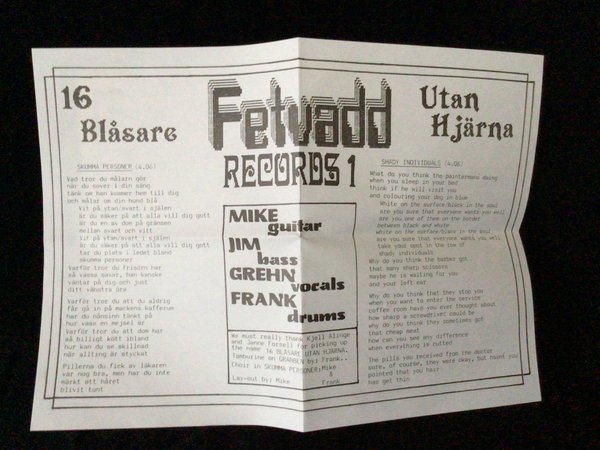 16
Blåsare
Fetvadd
RECORDS 1
Utan
Hjärna
SKUMMA PERSONER (4.06)
Vad tror du målarn gör
när du sover i din säng
tänk om han kommer hem till dig
och målar om din hund blå
Vit på ytan/svart i själen
är du säker på att alla vill dig gott
är du en av dom på gränsen
mellan svart och vitt
Vit på ytan/svart i själen
är du säker på att alla vill dig gott
tar du plats i ledet bland
skumma personer
Varför tror du frisörn har
så vassa saxar, han kanske
väntar på dig och just
ditt vänstra öra
Varför tror du att du aldrig
får gå in på mackens kafferum
har du nånsinn tänkt på
hur vass en mejsel är
Varför tror du att dom har
så billigt kött ibland
hur kan du se skillnad
när allting är styckat
Pillerna du fick av läkaren
var nog bra, men har du inte
märkt att håret
blivit tunt
MIKE
guitar
JIM
bass
GREHN
vocals
FRANK
drums
We must really thank Kjell Alinge
and Janne Forsell for picking up
the name 16 BLÅSARE UTAN HJÄRNA.
Tamburine on GRÄNSEN by: Frank..
Choir in SKUMMA PERSONER:Mike
&
Frank
Lay-out by: Mike
SHADY INDIVIDUALS (4.06)
What do you think the painterman does
when you sleep in your bed
think if he will visit you
and colouring your dog in blue
White on the surface/black in the soul
are you sure that everyone wants you well
are you one of them on the border
between black and white
white on the surface/black in the soul
are you sure that everyone wants you well
take your spot in the row of
shady individuals
Why do you think the barber got
that many sharp scissors
maybe he is waiting for you
and your left ear
Why do you think that they stop you
when you want to enter the service
coffee room have you ever thought about
how sharp a screwdriver could be
why do you think they sometimes got
that cheap meat
how can you see any difference
when everything is cutted
The pills you received from the doctor
sure, of course, they were okay, but haunt you
pointed that you hair
has get thin